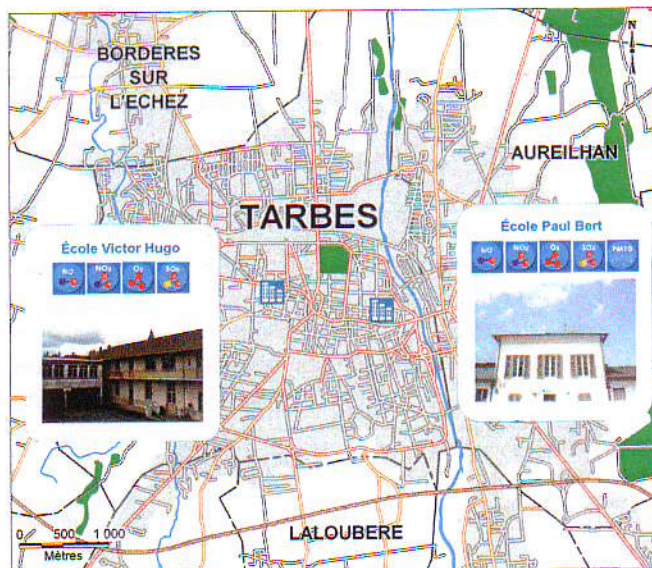 BORDERES
SUR
L'ECHEZ
N
AUREILHAN
TARBES
École Victor Hugo
NO NO2 O3 SO2
École Paul Bert
NO NO2 O3 SO2 PM10
LALOUBERE
0 500 1 000
Mètres